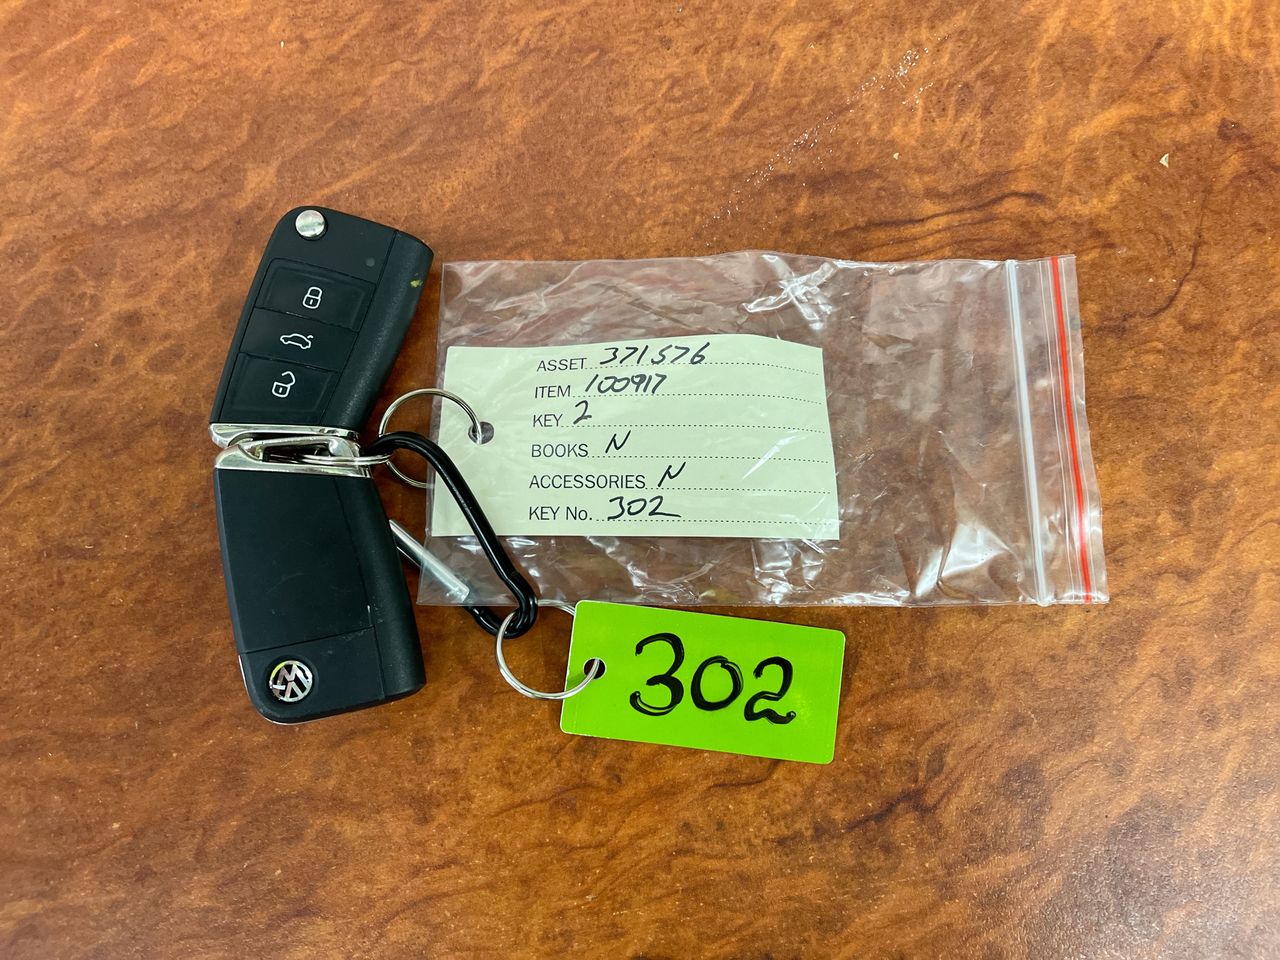 ASSET 371576
ITEM 100917
KEY 2
BOOKS N
ACCESSORIES N
KEY No. 302
302